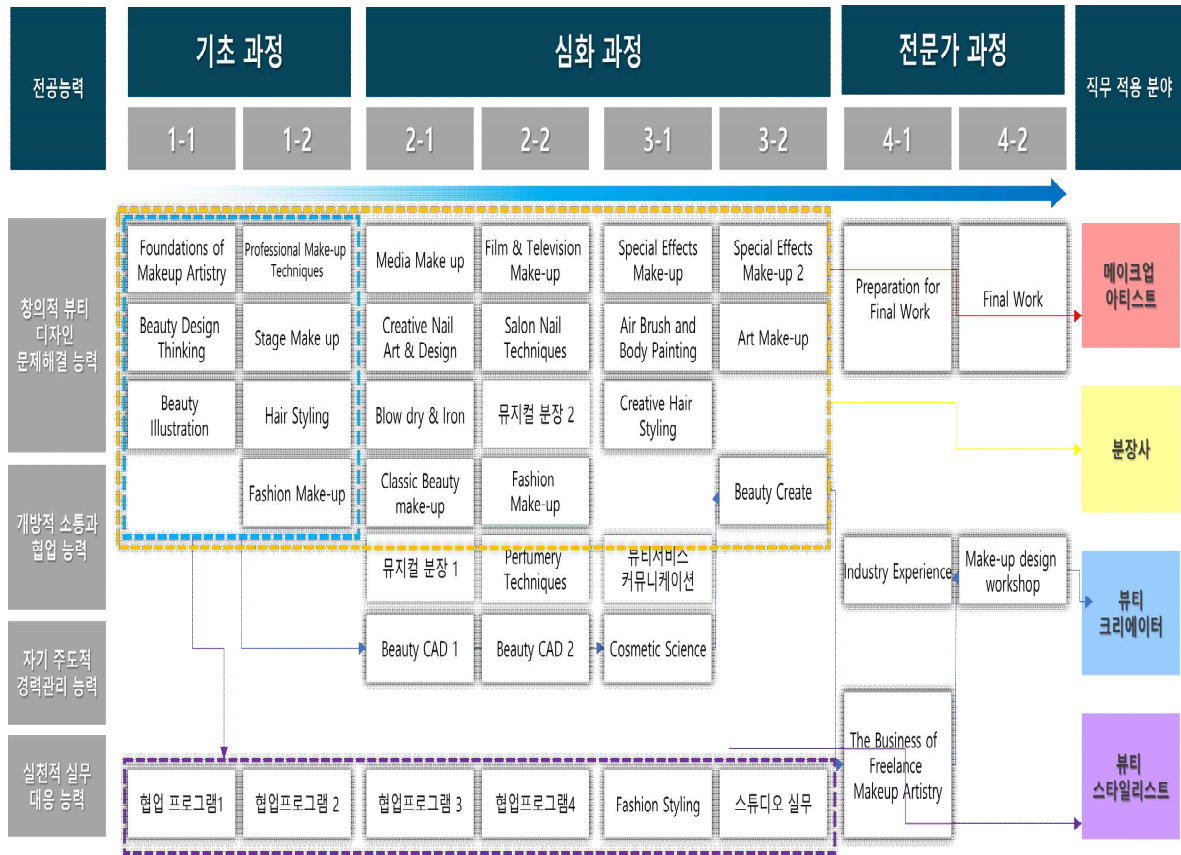 전공능력
기초 과정
심화 과정
전문가 과정
직무 적용 분야
1-1
1-2
2-1
2-2
3-1
3-2
4-1
4-2
창의적 뷰티
디자인
문제해결 능력
Foundations of
Makeup Artistry
Professional Make-up
Techniques
Media Make up
Film & Television
Make-up
Special Effects
Make-up
Special Effects
Make-up 2
Preparation for
Final Work
Final Work
메이크업
아티스트
Beauty Design
Thinking
Stage Make up
Creative Nail
Art & Design
Salon Nail
Techniques
Air Brush and
Body Painting
Art Make-up
Beauty
Illustration
Hair Styling
Blow dry & Iron
뮤지컬 분장 2
Creative Hair
Styling
분장사
개방적 소통과
협업 능력
Fashion Make-up
Classic Beauty
make-up
Fashion
Make-up
Beauty Create
뮤지컬 분장 1
Perfumery
Techniques
뷰티서비스
커뮤니케이션
Industry Experience
Make-up design
workshop
뷰티
크리에이터
자기 주도적
경력관리 능력
Beauty CAD 1
Beauty CAD 2
Cosmetic Science
실천적 실무
대응 능력
협업 프로그램1
협업프로그램 2
협업프로그램 3
협업프로그램4
Fashion Styling
스튜디오 실무
The Business of
Freelance
Makeup Artistry
뷰티
스타일리스트